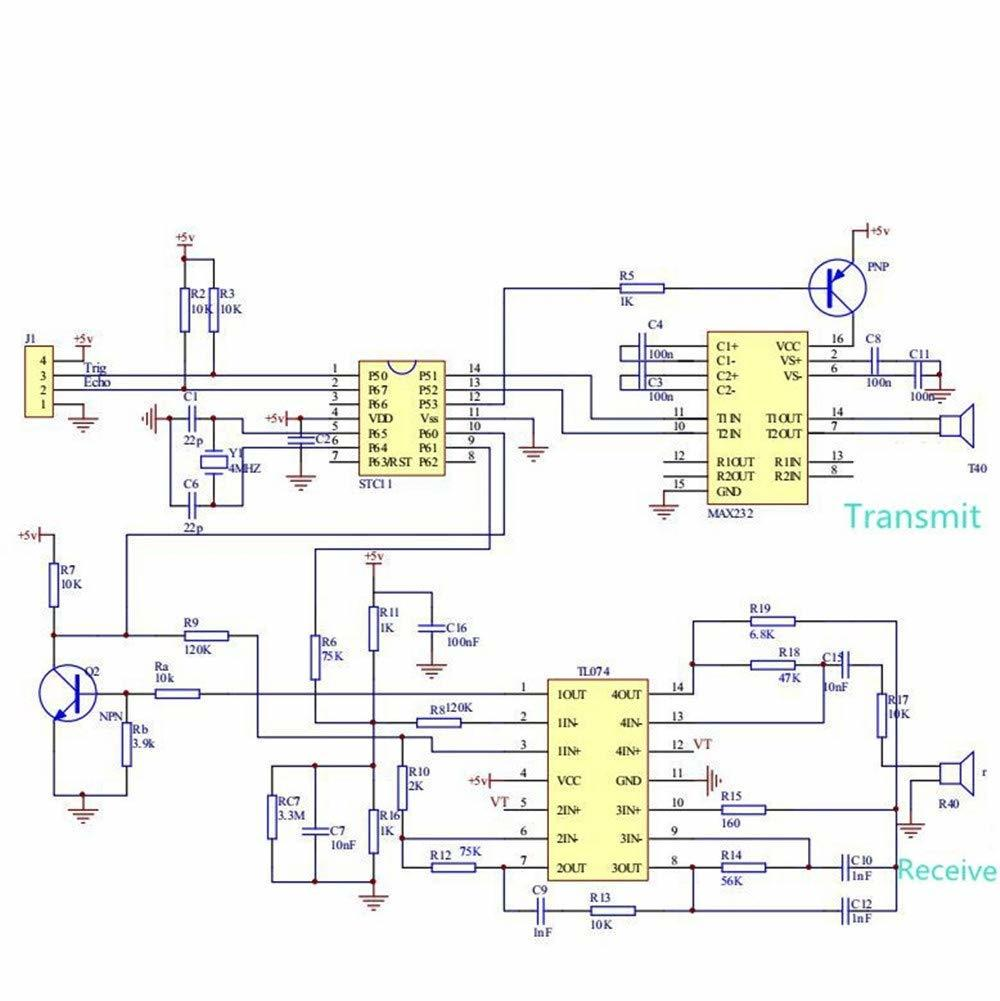 +5v
PNP
+5v
R2
10K
R3
10K
R5
1K
J1
4
3
2
1
+5v
Trig
Echo
C1
22p
Y1
4MHZ
C6
22p
+5v
C2
1 P50 P51 14
2 P67 P52 13
3 P66 P53 12
4 VDD Vss 11
5 P65 P60 10
6 P64 P61 9
7 P63/RST P62 8
STC11
C4
100n
C3
100n
C1+ VCC 16
C1- VS+ 2
C2+ VS- 6
C2-
11 T1IN T1OUT 14
10 T2IN T2OUT 7
12 R1OUT R1IN 13
R2OUT R2IN 8
15 GND
MAX232
C8
100n
C11
100n
T40
Transmit
+5v
R7
10K
R9
120K
Q2
NPN
Ra
10k
Rb
3.9k
R6
75K
+5v
R11
1K
C16
100nF
R8 120K
R10
2K
RC7
3.3M
C7
10nF
R16
1K
R12 75K
C9
1nF
R13
10K
TL074
1 1OUT 4OUT 14
2 1IN- 4IN- 13
3 1IN+ 4IN+ 12 VT
+5v 4 VCC GND 11
VT 5 2IN+ 3IN+ 10
6 2IN- 3IN- 9
7 2OUT 3OUT 8
R19
6.8K
R18
47K
C15
10nF
R17
10K
R15
160
R14
56K
C10
1nF
C12
1nF
r
R40
Receive